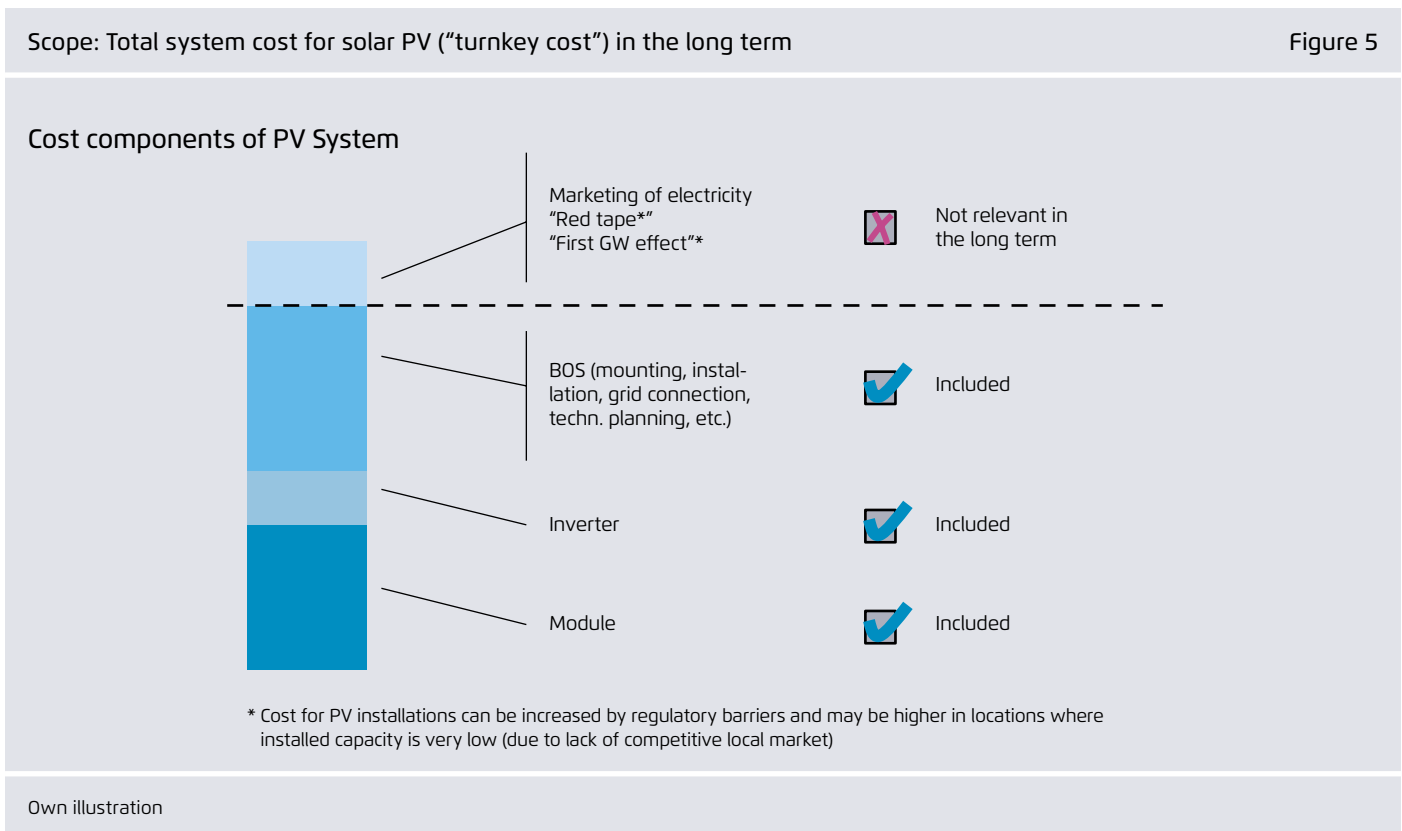 Scope: Total system cost for solar PV (“turnkey cost”) in the long term
Figure 5
Cost components of PV System
Marketing of electricity
“Red tape*”
“First GW effect”*
Not relevant in
the long term
BOS (mounting, instal-
lation, grid connection,
techn. planning, etc.)
Included
Inverter
Included
Module
Included
* Cost for PV installations can be increased by regulatory barriers and may be higher in locations where
installed capacity is very low (due to lack of competitive local market)
Own illustration